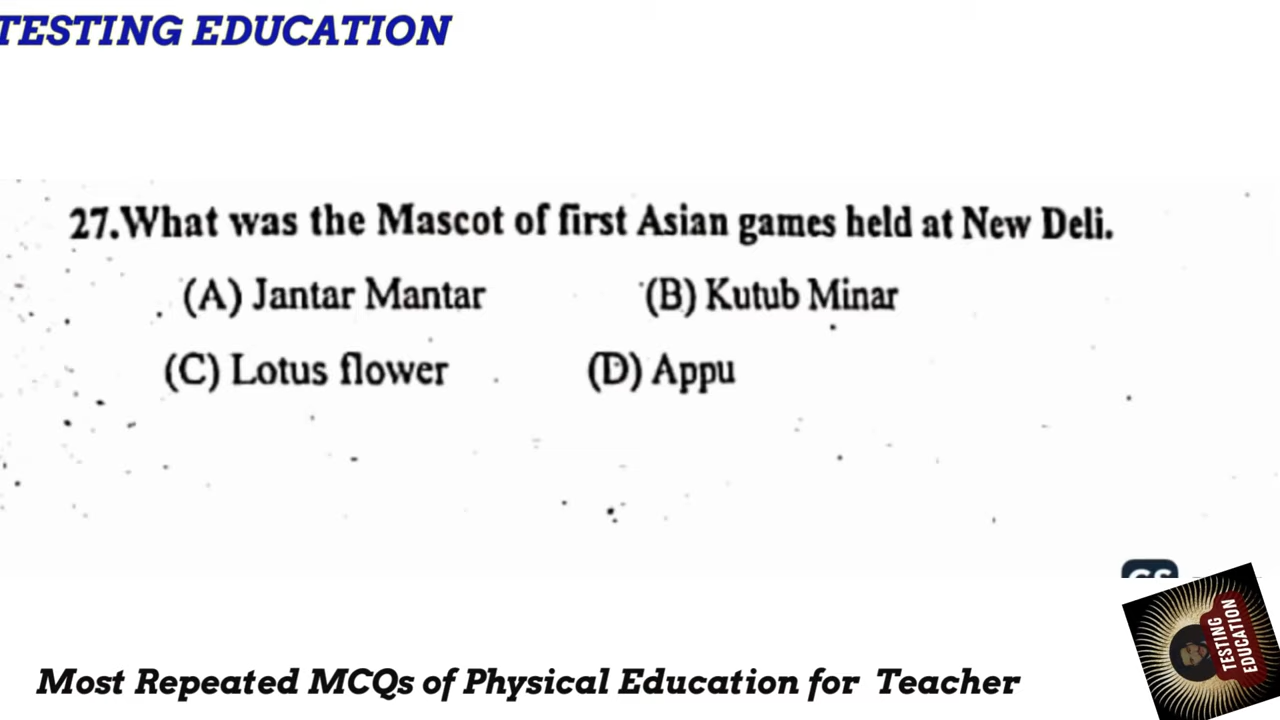 TESTING EDUCATION
27.What was the Mascot of first Asian games held at New Deli.
(A) Jantar Mantar (B) Kutub Minar
(C) Lotus flower (D) Appu
CS
TESTING
EDUCATION
Most Repeated MCQs of Physical Education for Teacher